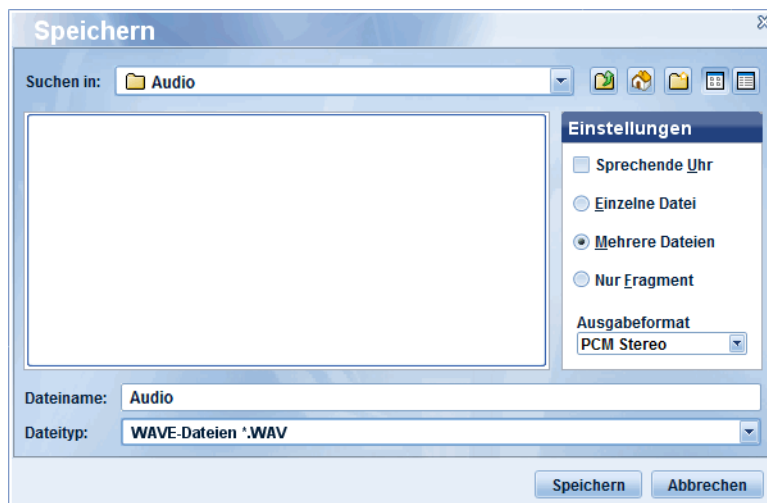 Speichern
Suchen in: Audio
Einstellungen
Sprechende Uhr
Einzelne Datei
Mehrere Dateien
Nur Fragment
Ausgabeformat
PCM Stereo
Dateiname: Audio
Dateityp: WAVE-Dateien *.WAV
Speichern Abbrechen